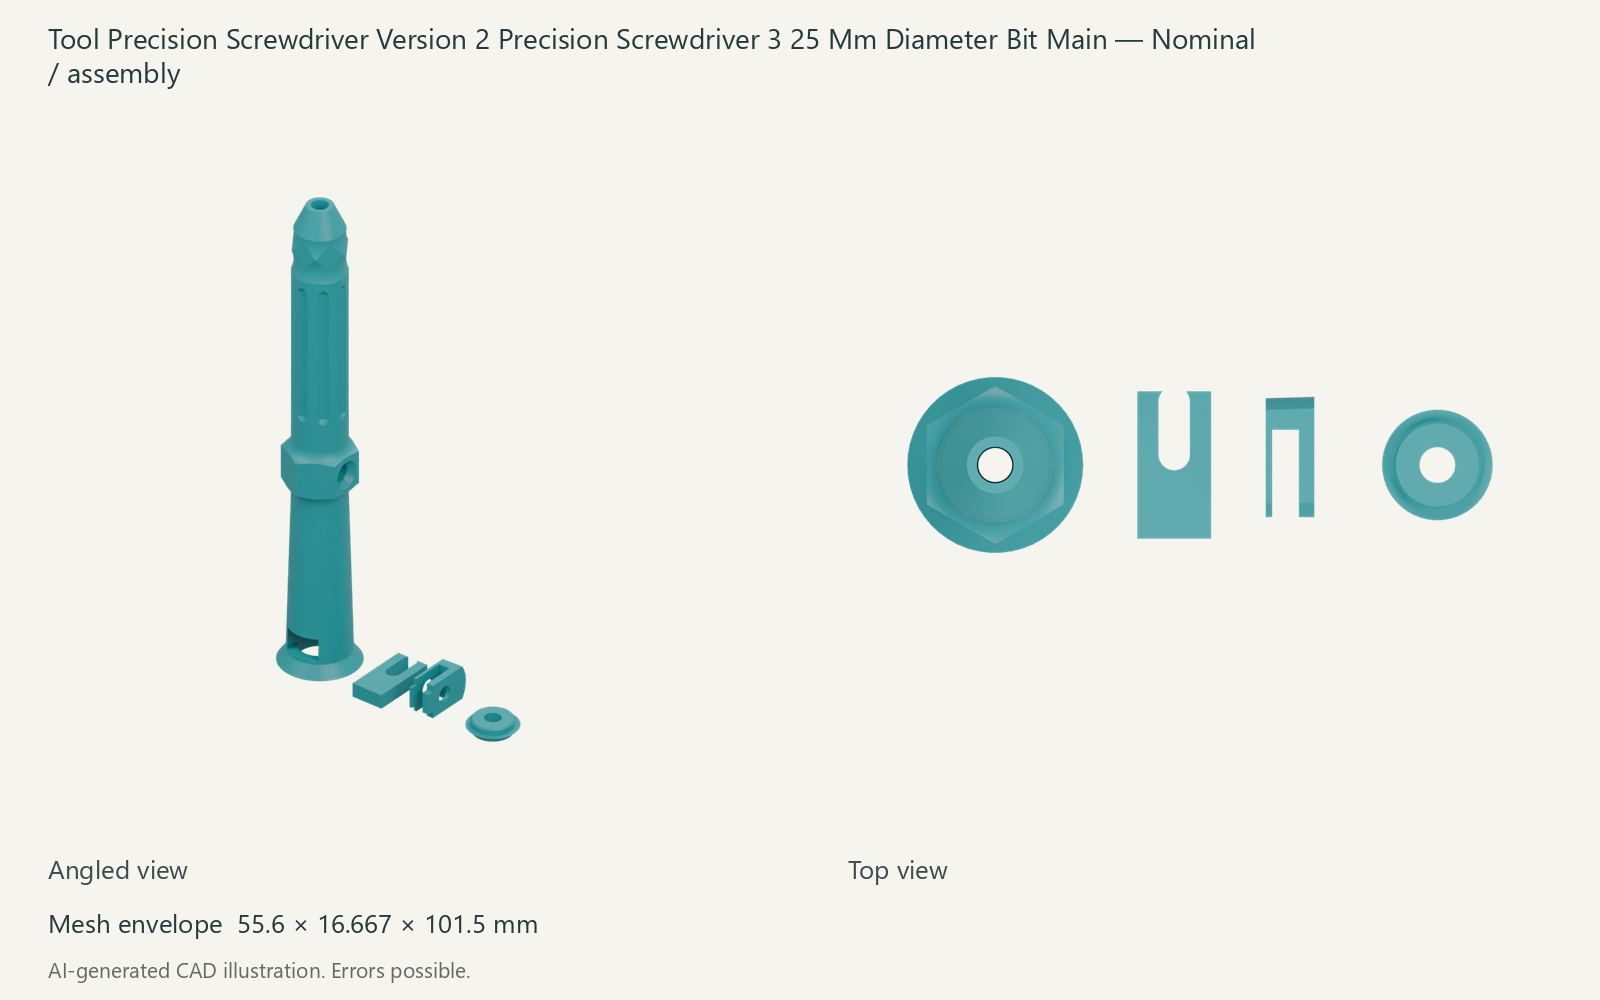 Tool Precision Screwdriver Version 2 Precision Screwdriver 3 25 Mm Diameter Bit Main — Nominal
/ assembly
Angled view
Top view
Mesh envelope  55.6 × 16.667 × 101.5 mm
AI-generated CAD illustration. Errors possible.